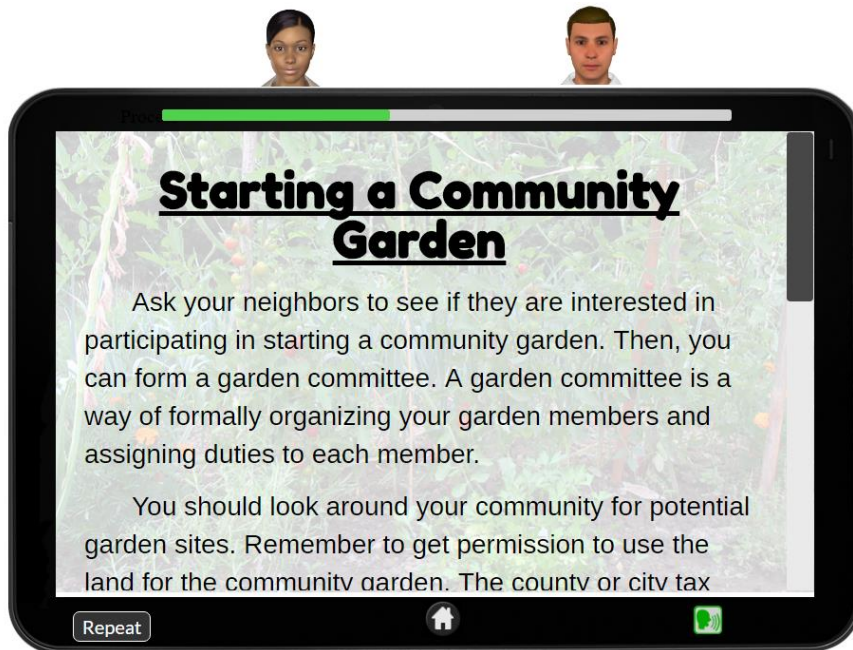 Starting a Community
Garden
Ask your neighbors to see if they are interested in
participating in starting a community garden. Then, you
can form a garden committee. A garden committee is a
way of formally organizing your garden members and
assigning duties to each member.
You should look around your community for potential
garden sites. Remember to get permission to use the
land for the community garden. The county or city tax
Repeat